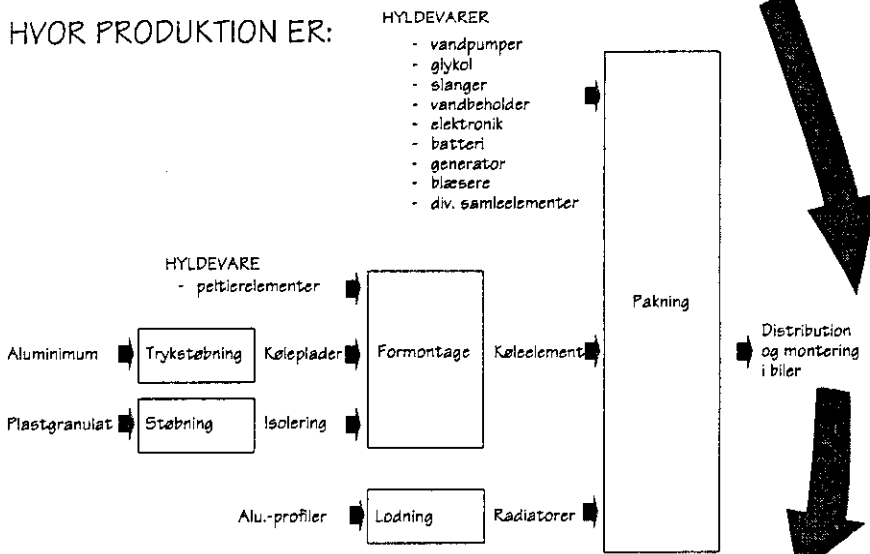 HVOR PRODUKTION ER:
HYLDEVARER
- vandpumper
- glykol
- slanger
- vandbeholder
- elektronik
- batteri
- generator
- blæsere
- div. samleelementer
HYLDEVARE
- peltierelementer
Aluminimum
Trykstøbning
Køleplader
Formontage
Køleelement
Pakning
Distribution
og montering
i biler
Plastgranulat
Støbning
Isolering
Alu.-profiler
Lodning
Radiatorer